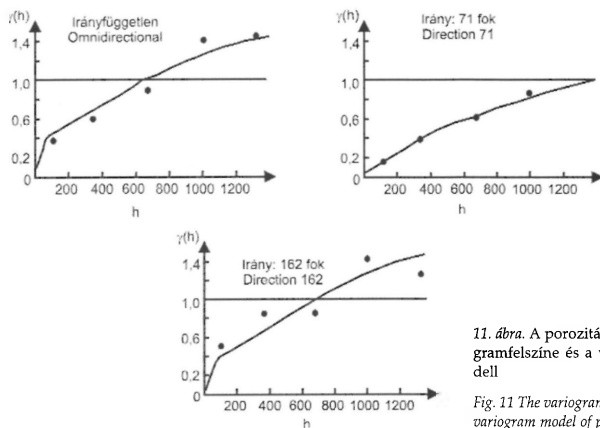 γ(h)
Irányfüggetlen
Omnidirectional
1,4
1,0
0,6
0,2
0
200 400 600 800 1000 1200
h
γ(h)
Irány: 71 fok
Direction 71
1,4
1,0
0,6
0,2
0
200 400 600 800 1000 1200
h
γ(h)
Irány: 162 fok
Direction 162
1,4
1,0
0,6
0,2
0
200 400 600 800 1000 1200
h
11. ábra. A porozitá
gramfelszíne és a v
dell
Fig. 11 The variogram
variogram model of p